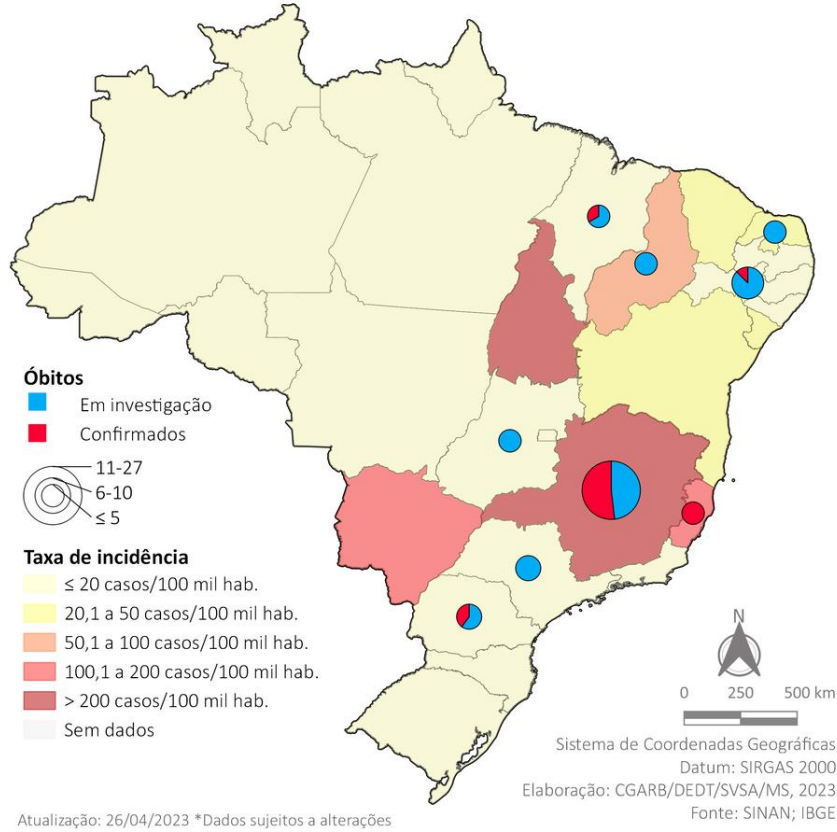 Óbitos
Em investigação
Confirmados
11-27
6-10
≤ 5
Taxa de incidência
≤ 20 casos/100 mil hab.
20,1 a 50 casos/100 mil hab.
50,1 a 100 casos/100 mil hab.
100,1 a 200 casos/100 mil hab.
> 200 casos/100 mil hab.
Sem dados
N
0 250 500 km
Sistema de Coordenadas Geográficas
Datum: SIRGAS 2000
Elaboração: CGARB/DEDT/SVSA/MS, 2023
Fonte: SINAN; IBGE
Atualização: 26/04/2023 *Dados sujeitos a alterações